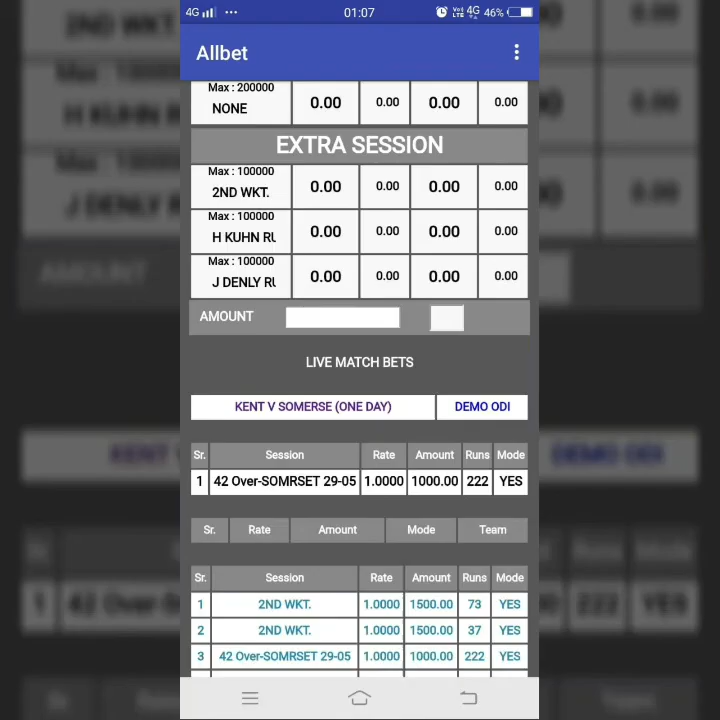 4G 01:07 Vo) LTE 4G 46%
Allbet
Max : 200000
NONE 0.00 0.00 0.00 0.00
EXTRA SESSION
Max : 100000
2ND WKT. 0.00 0.00 0.00 0.00
Max : 100000
H KUHN RU 0.00 0.00 0.00 0.00
Max : 100000
J DENLY RU 0.00 0.00 0.00 0.00
AMOUNT
LIVE MATCH BETS
KENT V SOMERSE (ONE DAY) DEMO ODI
Sr. Session Rate Amount Runs Mode
1 42 Over-SOMRSET 29-05 1.0000 1000.00 222 YES
Sr. Rate Amount Mode Team
Sr. Session Rate Amount Runs Mode
1 2ND WKT. 1.0000 1500.00 73 YES
2 2ND WKT. 1.0000 1500.00 37 YES
3 42 Over-SOMRSET 29-05 1.0000 1000.00 222 YES